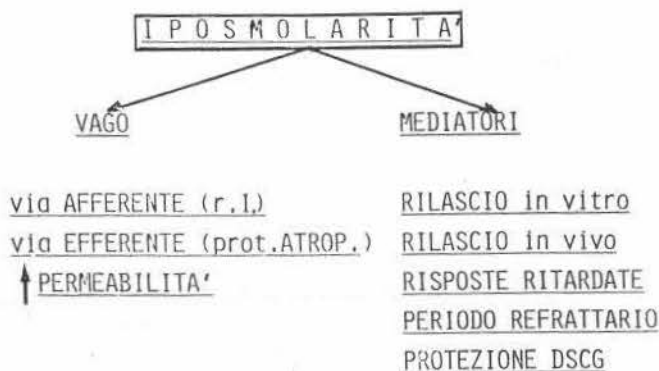 IPOSMOLARITA'
VAGO
via AFFERENTE (r.I.)
via EFFERENTE (prot.ATROP.)
↑ PERMEABILITA'
MEDIATORI
RILASCIO in vitro
RILASCIO in vivo
RISPOSTE RITARDATE
PERIODO REFRATTARIO
PROTEZIONE DSCG